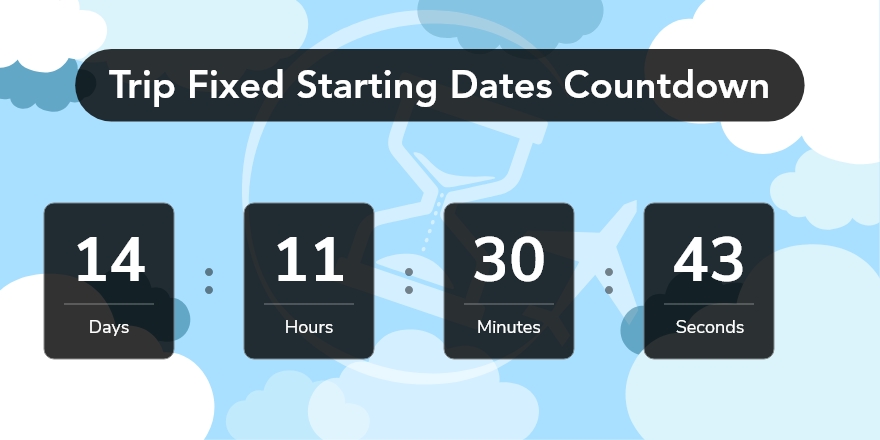 Trip Fixed Starting Dates Countdown
14 : 11 : 30 : 43
Days Hours Minutes Seconds